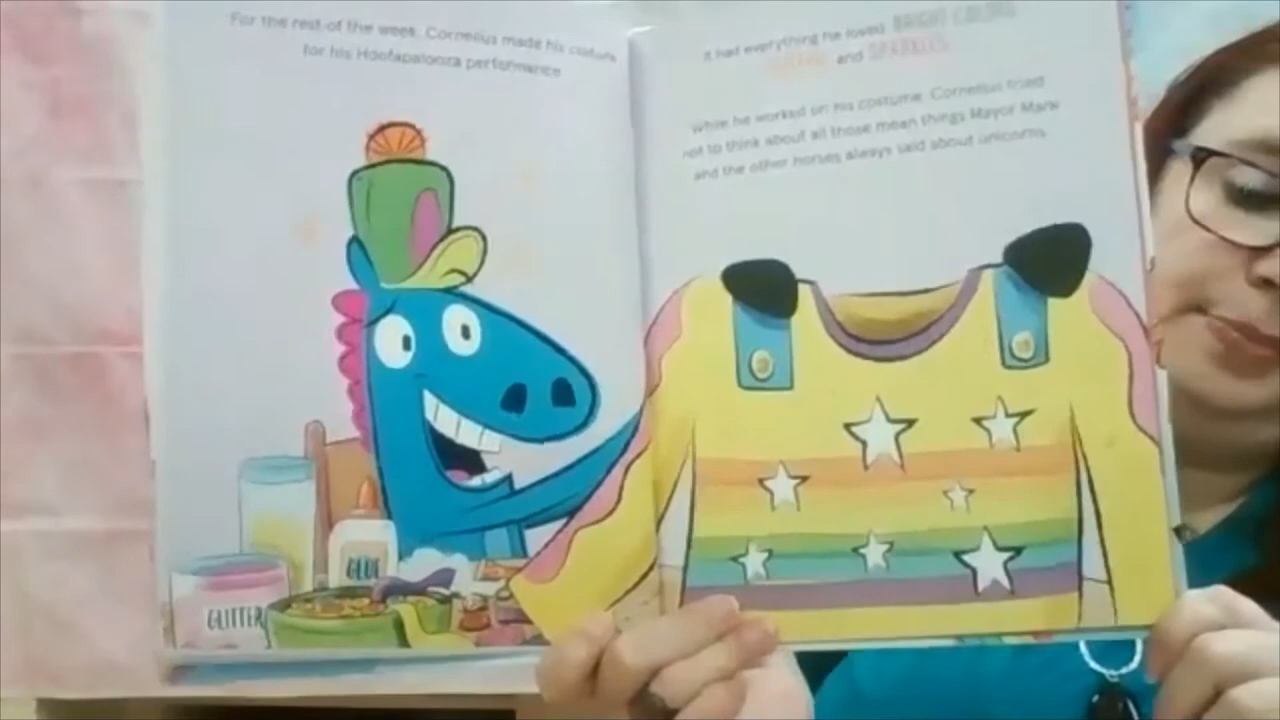 For the rest of the week, Cornelius made his costume
for his Hoofapalooza performance.
It had everything he loved: BRIGHT COLORS,
and SPARKLES.
While he worked on his costume, Cornelius tried
not to think about all those mean things Mayor Mane
and the other horses always said about unicorns.
GLUE
GLITTER